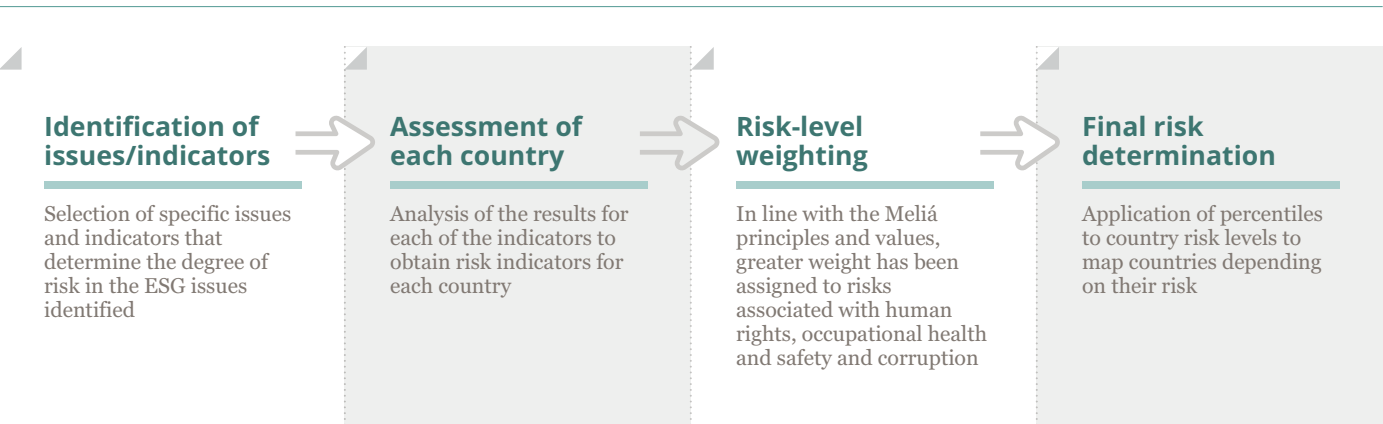 Identification of
issues/indicators
Selection of specific issues
and indicators that
determine the degree of
risk in the ESG issues
identified
Assessment of
each country
Analysis of the results for
each of the indicators to
obtain risk indicators for
each country
Risk-level
weighting
In line with the Meliá
principles and values,
greater weight has been
assigned to risks
associated with human
rights, occupational health
and safety and corruption
Final risk
determination
Application of percentiles
to country risk levels to
map countries depending
on their risk